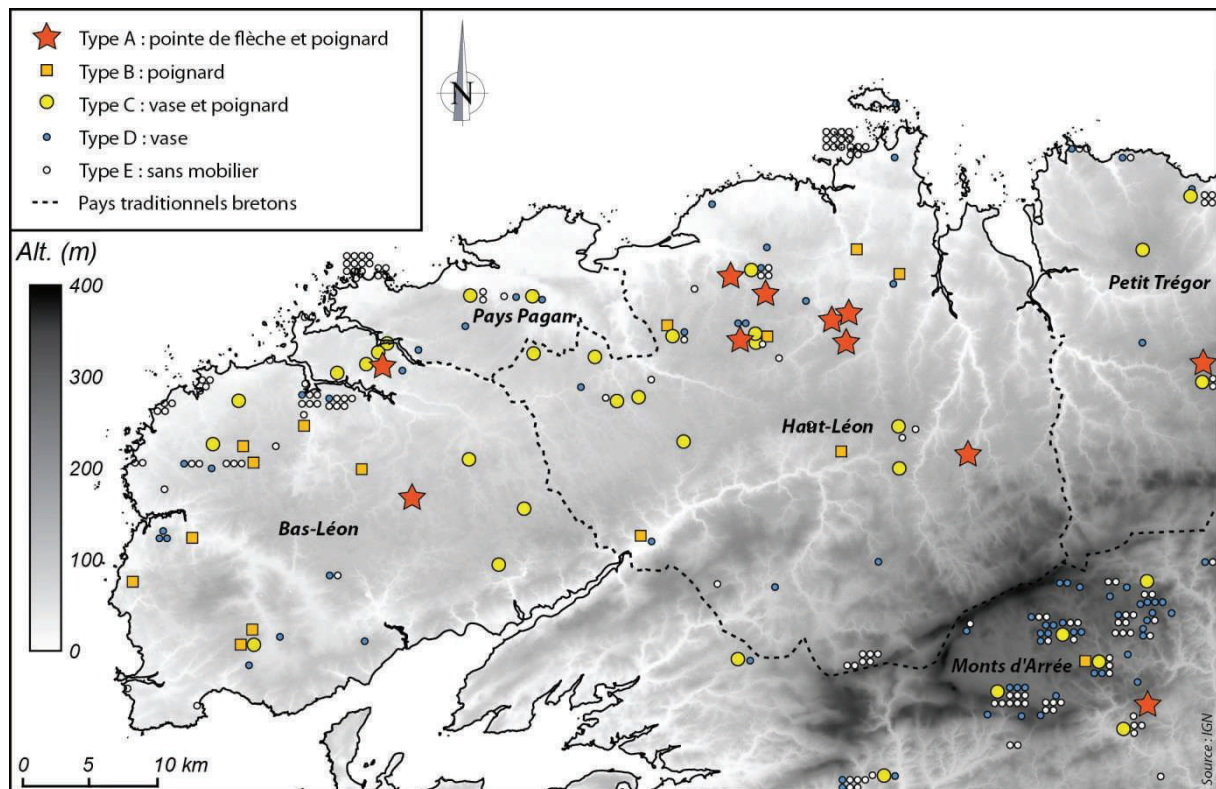 Type A : pointe de flèche et poignard
Type B : poignard
Type C : vase et poignard
Type D : vase
Type E : sans mobilier
Pays traditionnels bretons
N
Alt. (m)
400
300
200
100
0
Pays Pagan
Petit Trégor
Haut-Léon
Bas-Léon
Monts d'Arrée
0 5 10 km
Source : IGN